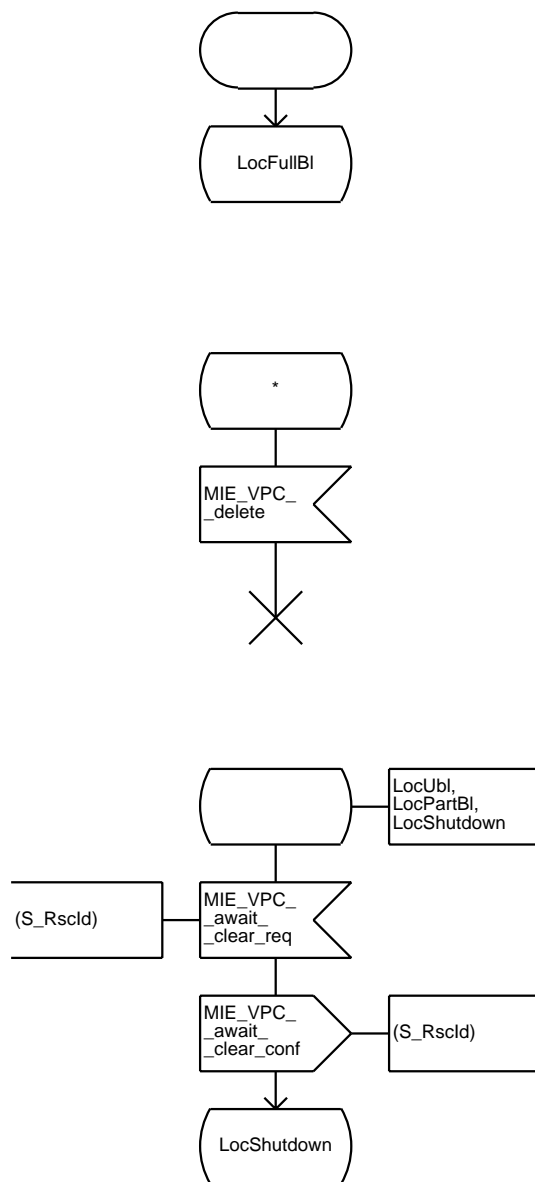 LocFullBl
*
MIE_VPC_
_delete
LocUbl,
LocPartBl,
LocShutdown
(S_RscId)
MIE_VPC_
_await_
_clear_req
MIE_VPC_
_await_
_clear_conf
(S_RscId)
LocShutdown